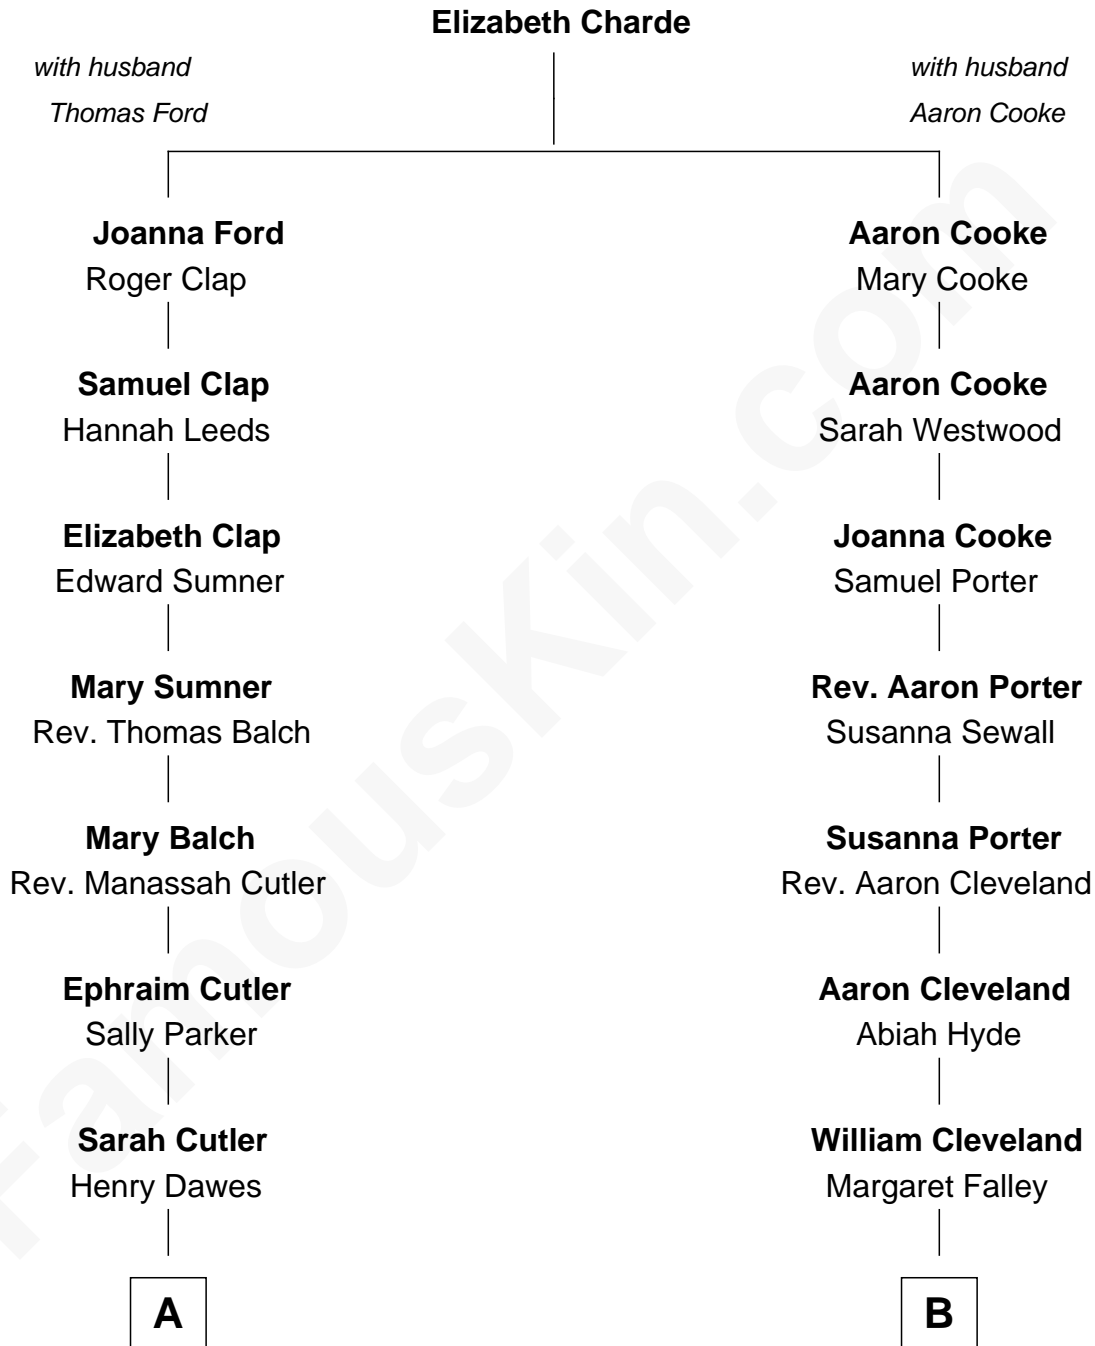 Elizabeth Charde
with husband
Thomas Ford
with husband
Aaron Cooke
Joanna Ford
Roger Clap
Aaron Cooke
Mary Cooke
Samuel Clap
Hannah Leeds
Aaron Cooke
Sarah Westwood
Elizabeth Clap
Edward Sumner
Joanna Cooke
Samuel Porter
Mary Sumner
Rev. Thomas Balch
Rev. Aaron Porter
Susanna Sewall
Mary Balch
Rev. Manassah Cutler
Susanna Porter
Rev. Aaron Cleveland
Ephraim Cutler
Sally Parker
Aaron Cleveland
Abiah Hyde
Sarah Cutler
Henry Dawes
William Cleveland
Margaret Falley
A
B
FamousKin.com